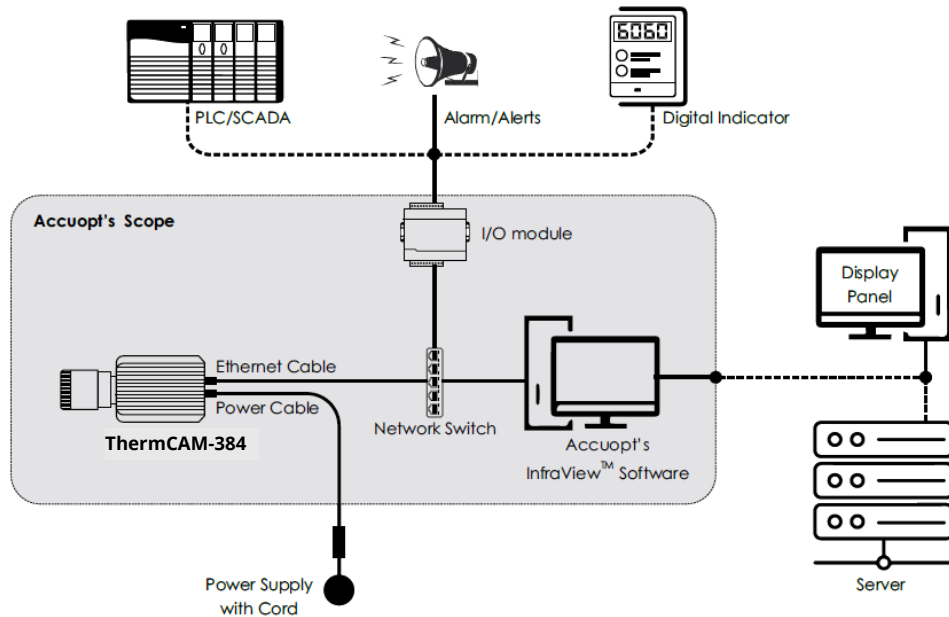 6060
PLC/SCADA
Alarm/Alerts
Digital Indicator
Accuopt's Scope
I/O module
Display
Panel
Ethernet Cable
Power Cable
ThermCAM-384
Network Switch
Accuopt's
InfraView™ Software
Power Supply
with Cord
Server